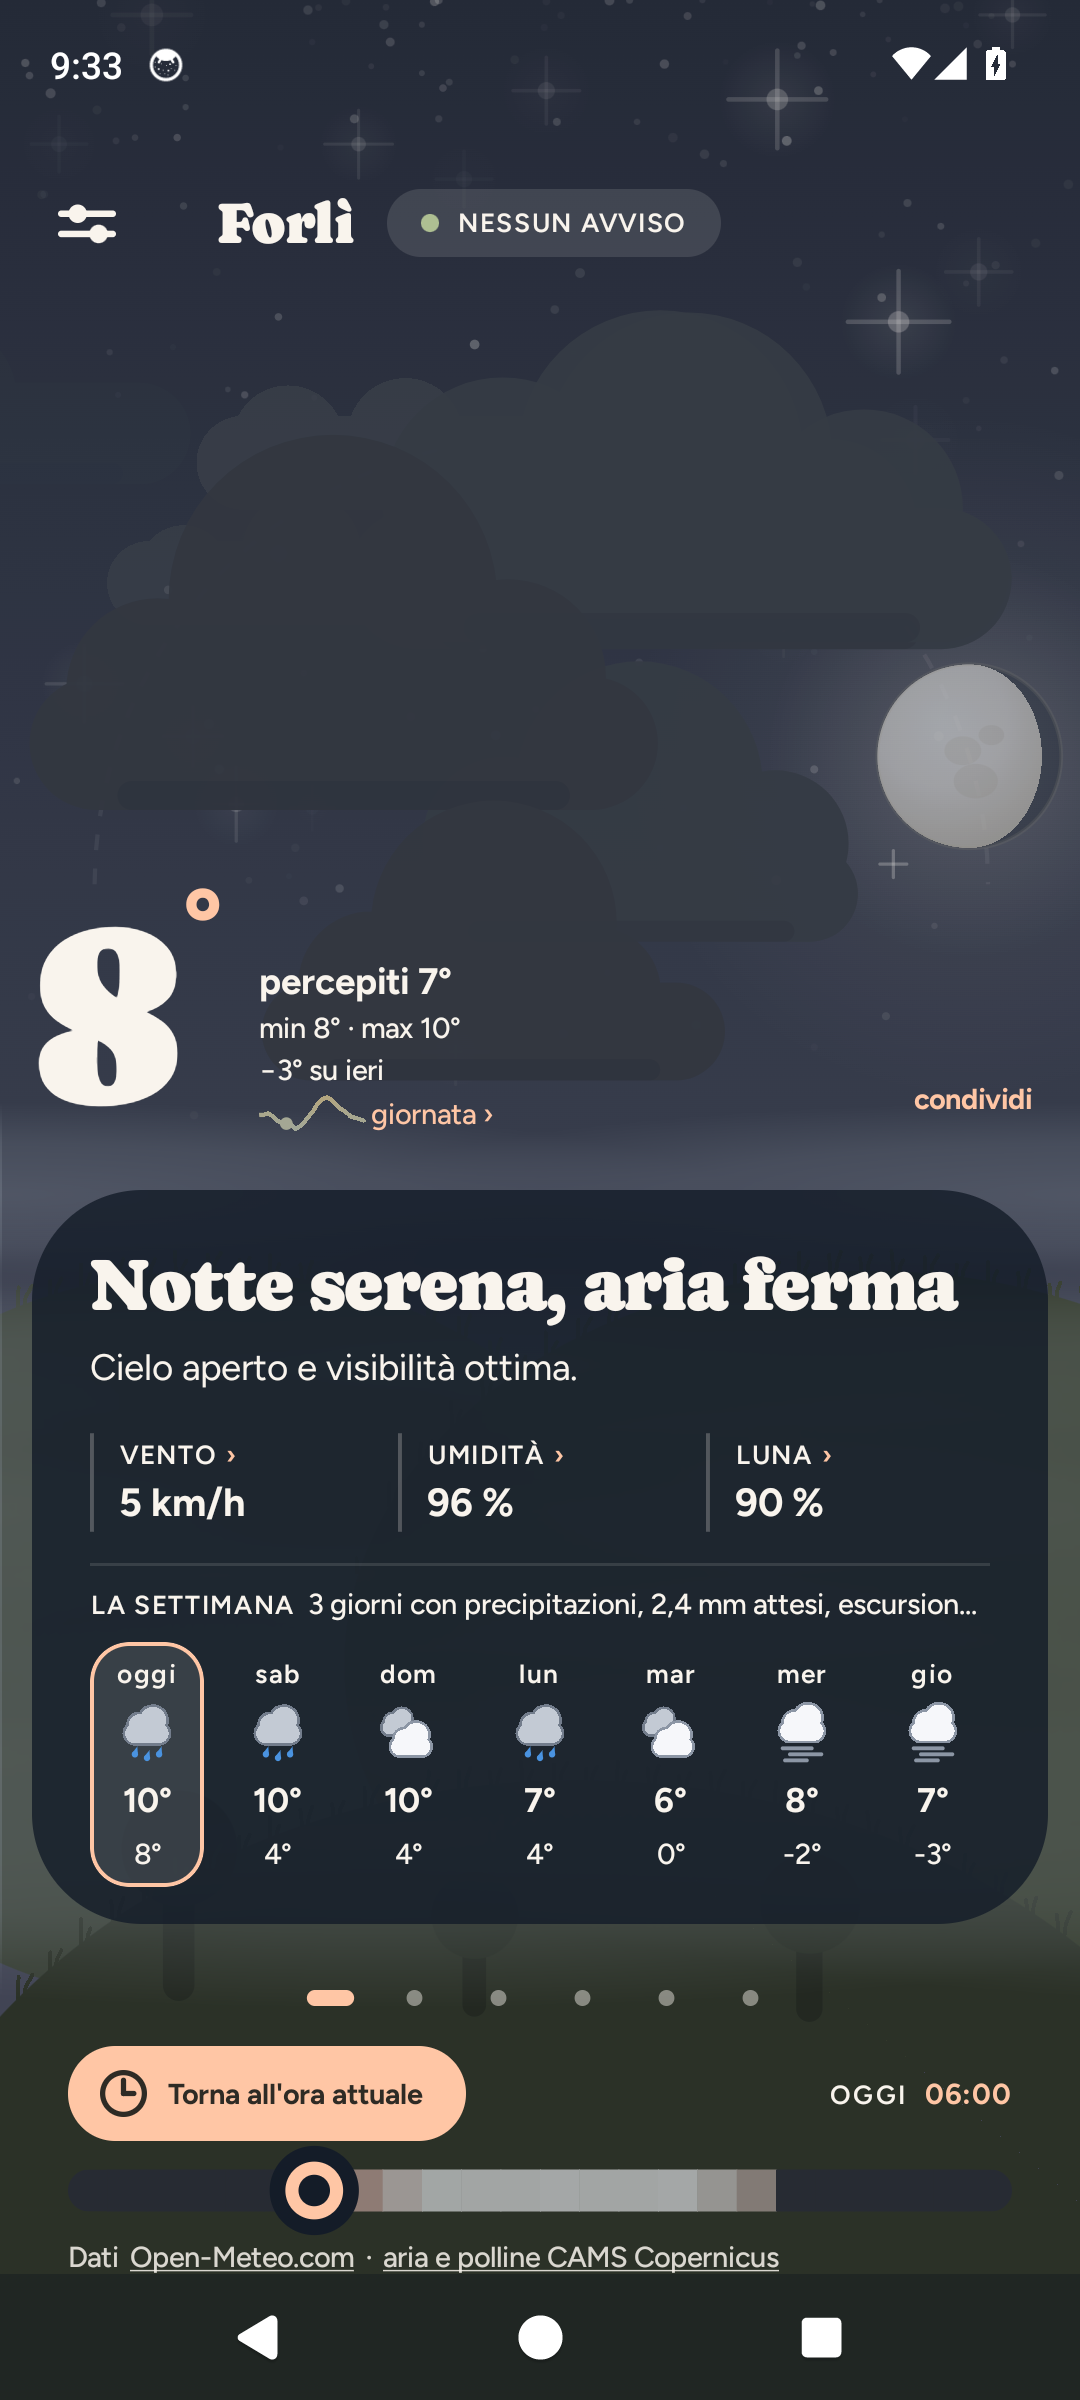 9:33
Forlì
NESSUN AVVISO
8°
percepiti 7°
min 8° · max 10°
−3° su ieri
giornata ›
condividi
Notte serena, aria ferma
Cielo aperto e visibilità ottima.
VENTO › UMIDITÀ › LUNA ›
5 km/h 96 % 90 %
LA SETTIMANA 3 giorni con precipitazioni, 2,4 mm attesi, escursion...
oggi sab dom lun mar mer gio
10° 10° 10° 7° 6° 8° 7°
8° 4° 4° 4° 0° -2° -3°
Torna all'ora attuale
OGGI 06:00
Dati Open-Meteo.com · aria e polline CAMS Copernicus